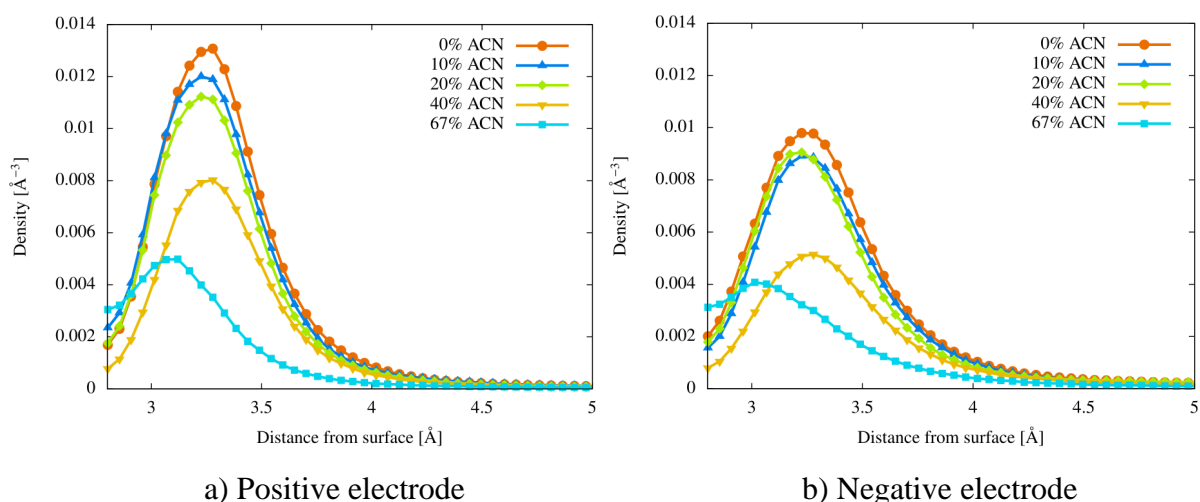 0.014
0.012
0.01
0.008
0.006
0.004
0.002
0
Density [Å⁻³]
0% ACN
10% ACN
20% ACN
40% ACN
67% ACN
3 3.5 4 4.5 5
Distance from surface [Å]
a) Positive electrode
0.014
0.012
0.01
0.008
0.006
0.004
0.002
0
Density [Å⁻³]
0% ACN
10% ACN
20% ACN
40% ACN
67% ACN
3 3.5 4 4.5 5
Distance from surface [Å]
b) Negative electrode